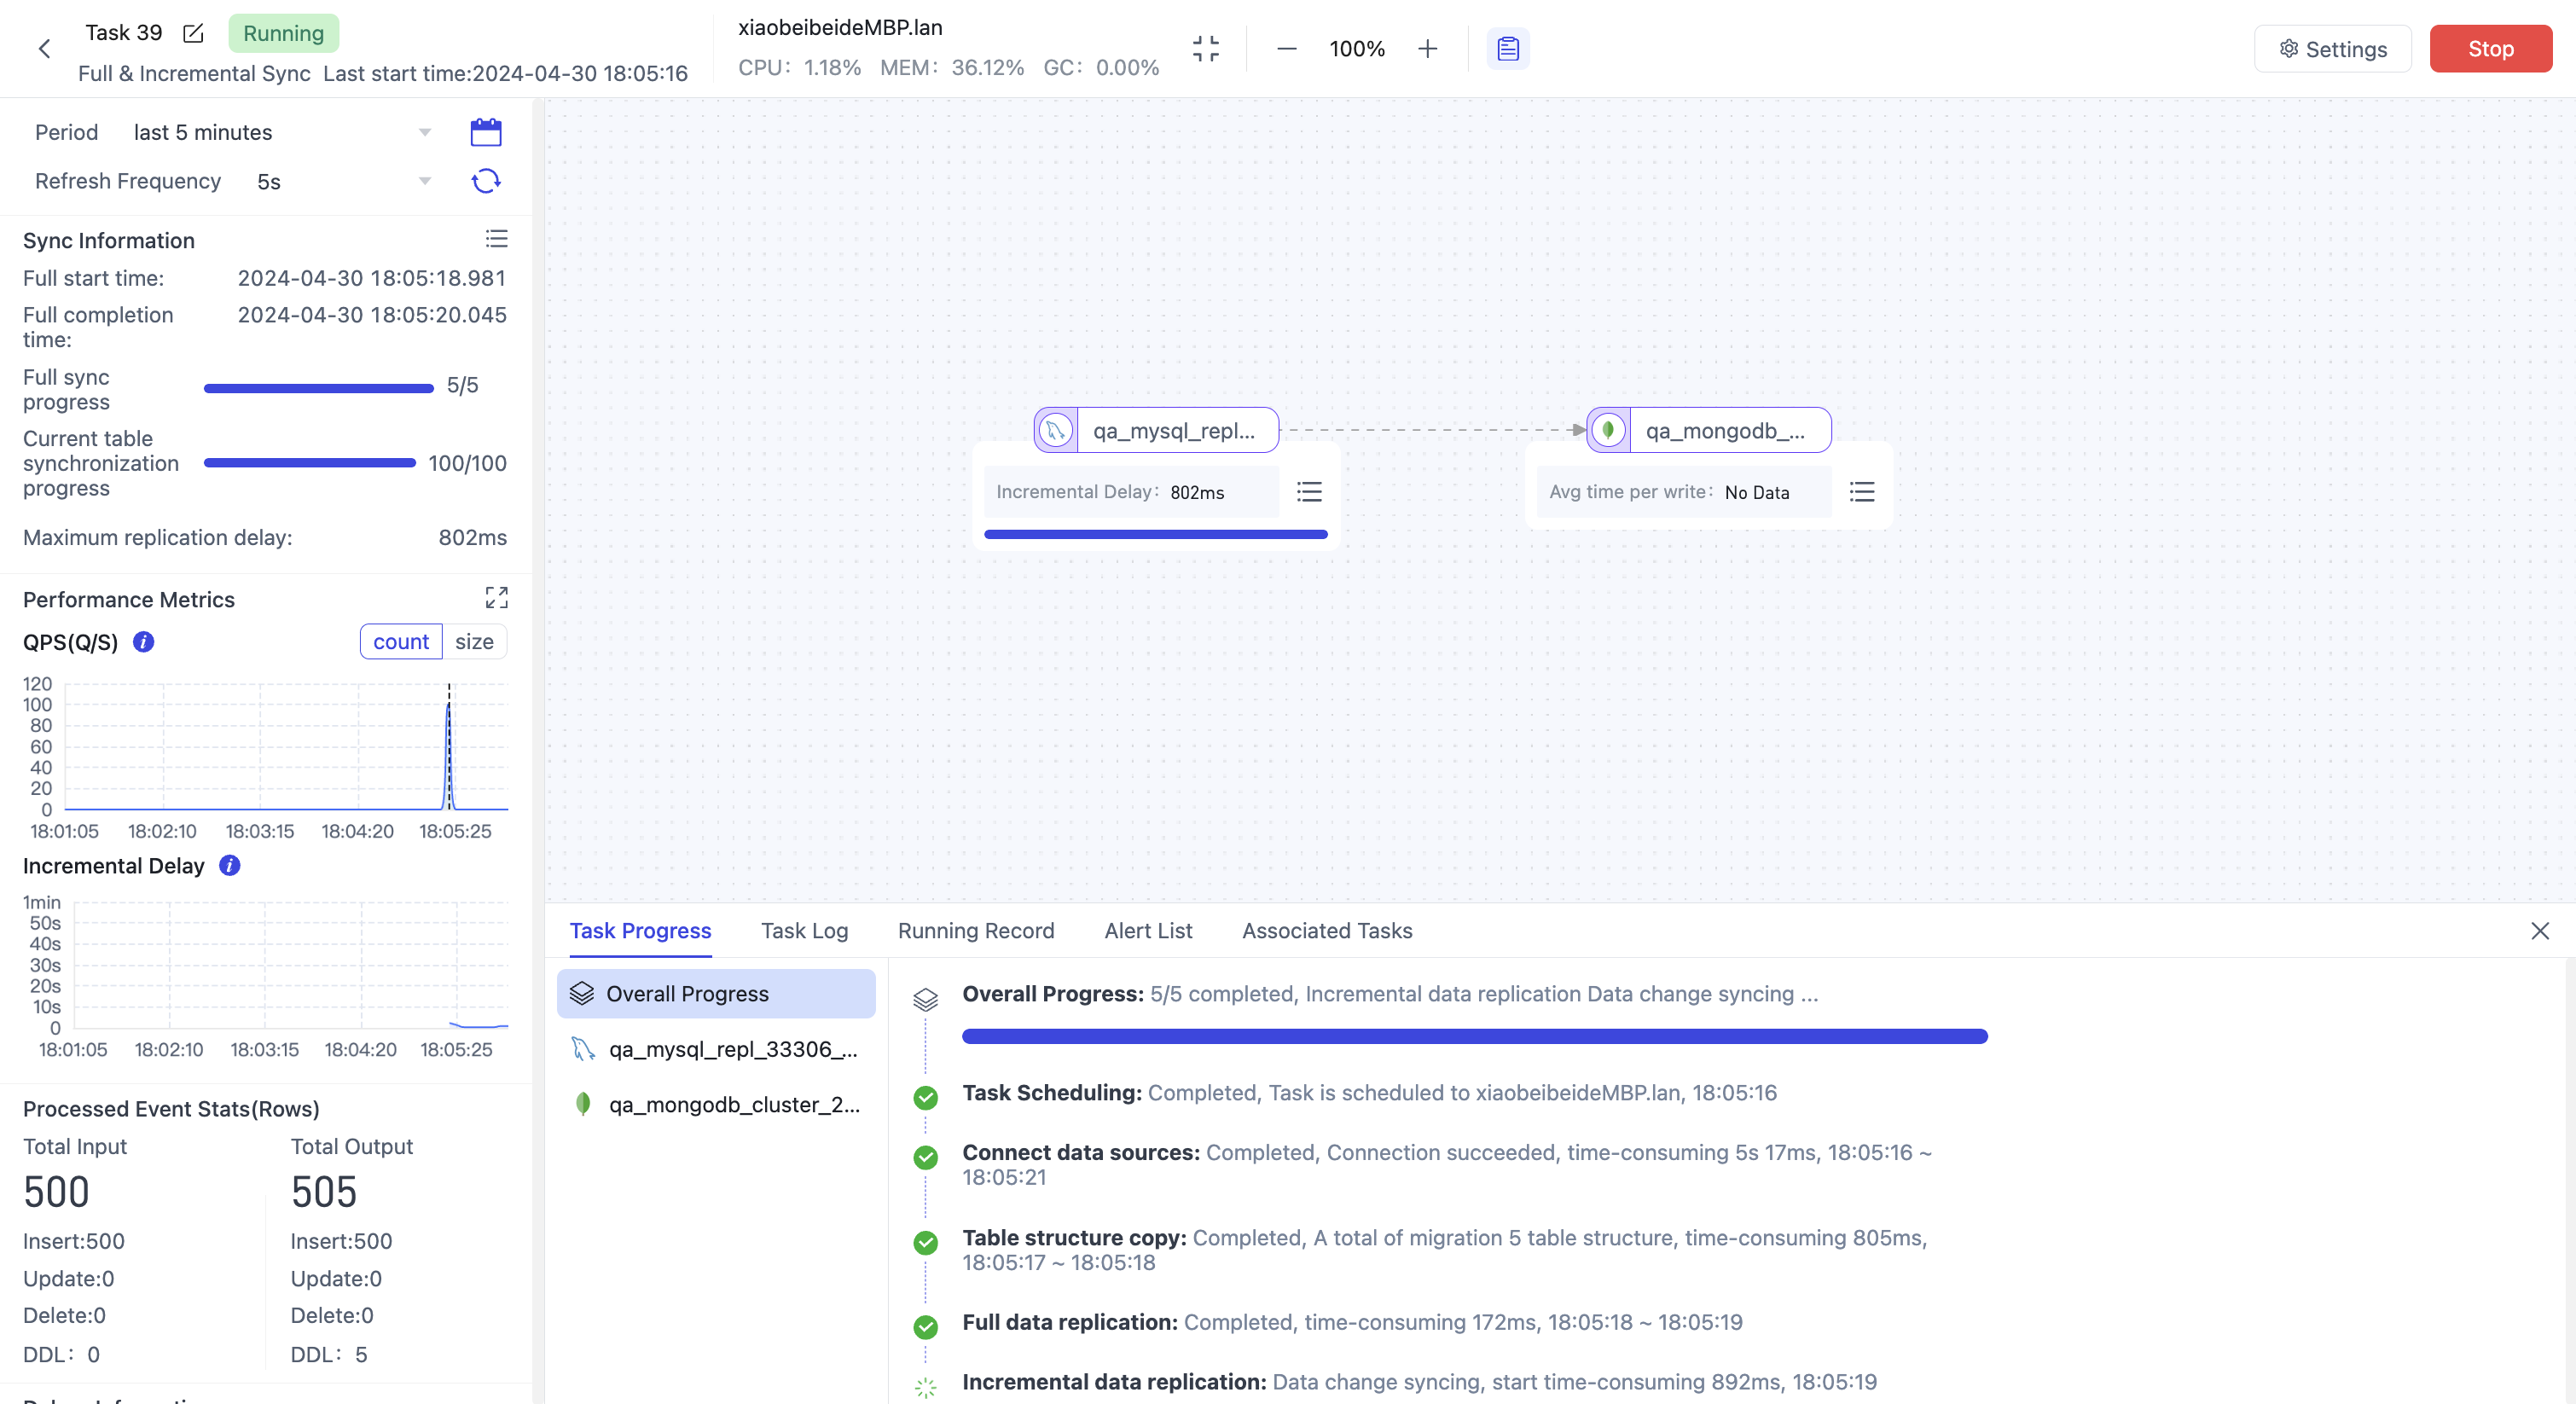 Task 39
Running
Full & Incremental Sync Last start time:2024-04-30 18:05:16
xiaobeibeideMBP.lan
CPU: 1.18% MEM: 36.12% GC: 0.00%
100%
Settings
Stop
Period last 5 minutes
Refresh Frequency 5s
Sync Information
Full start time: 2024-04-30 18:05:18.981
Full completion
time:
2024-04-30 18:05:20.045
Full sync
progress
5/5
Current table
synchronization
progress
100/100
Maximum replication delay: 802ms
Performance Metrics
QPS(Q/S) i
count size
120
100
80
60
40
20
0
18:01:05 18:02:10 18:03:15 18:04:20 18:05:25
Incremental Delay i
1min
50s
40s
30s
20s
10s
0
18:01:05 18:02:10 18:03:15 18:04:20 18:05:25
Processed Event Stats(Rows)
Total Input Total Output
500 505
Insert:500 Insert:500
Update:0 Update:0
Delete:0 Delete:0
DDL: 0 DDL: 5
qa_mysql_repl...
Incremental Delay: 802ms
qa_mongodb_...
Avg time per write: No Data
Task Progress Task Log Running Record Alert List Associated Tasks
Overall Progress
qa_mysql_repl_33306_...
qa_mongodb_cluster_2...
Overall Progress: 5/5 completed, Incremental data replication Data change syncing ...
Task Scheduling: Completed, Task is scheduled to xiaobeibeideMBP.lan, 18:05:16
Connect data sources: Completed, Connection succeeded, time-consuming 5s 17ms, 18:05:16 ~
18:05:21
Table structure copy: Completed, A total of migration 5 table structure, time-consuming 805ms,
18:05:17 ~ 18:05:18
Full data replication: Completed, time-consuming 172ms, 18:05:18 ~ 18:05:19
Incremental data replication: Data change syncing, start time-consuming 892ms, 18:05:19